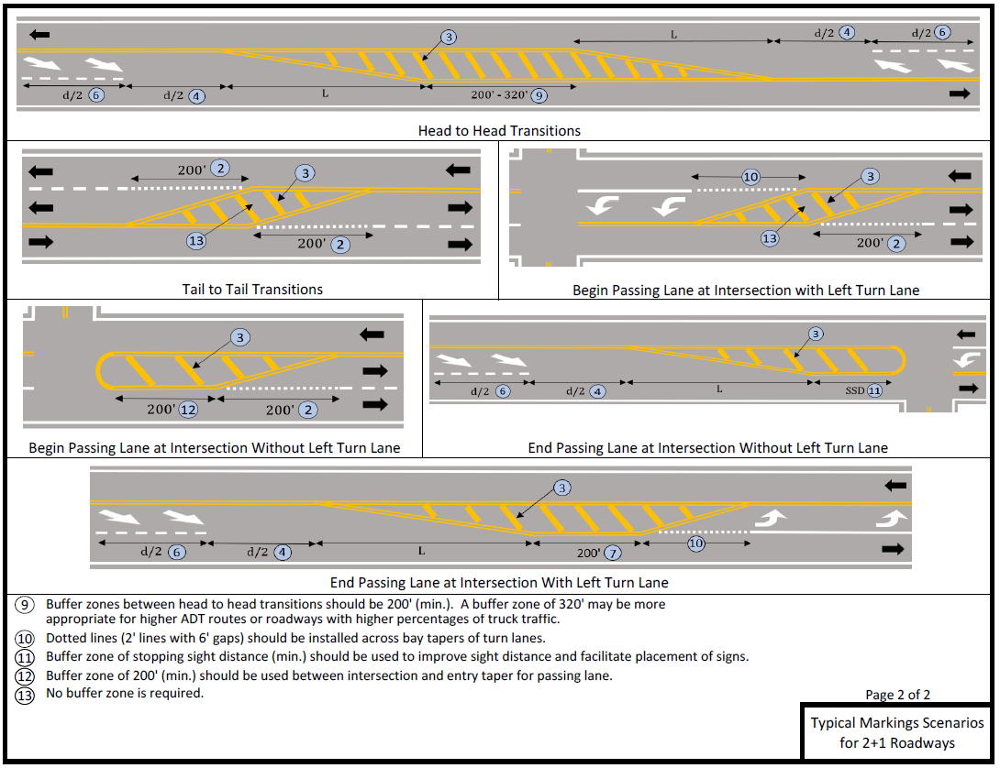 L
d/2 4
d/2 6
3
d/2 6
d/2 4
L
200' - 320' 9
Head to Head Transitions
200' 2
3
13
200' 2
Tail to Tail Transitions
10
3
13
200' 2
Begin Passing Lane at Intersection with Left Turn Lane
3
200' 12
200' 2
Begin Passing Lane at Intersection Without Left Turn Lane
3
d/2 6
d/2 4
L
SSD 11
End Passing Lane at Intersection Without Left Turn Lane
3
d/2 6
d/2 4
L
200' 7
10
End Passing Lane at Intersection With Left Turn Lane
9 Buffer zones between head to head transitions should be 200' (min.). A buffer zone of 320' may be more
appropriate for higher ADT routes or roadways with higher percentages of truck traffic.
10 Dotted lines (2' lines with 6' gaps) should be installed across bay tapers of turn lanes.
11 Buffer zone of stopping sight distance (min.) should be used to improve sight distance and facilitate placement of signs.
12 Buffer zone of 200' (min.) should be used between intersection and entry taper for passing lane.
13 No buffer zone is required.
Page 2 of 2
Typical Markings Scenarios
for 2+1 Roadways